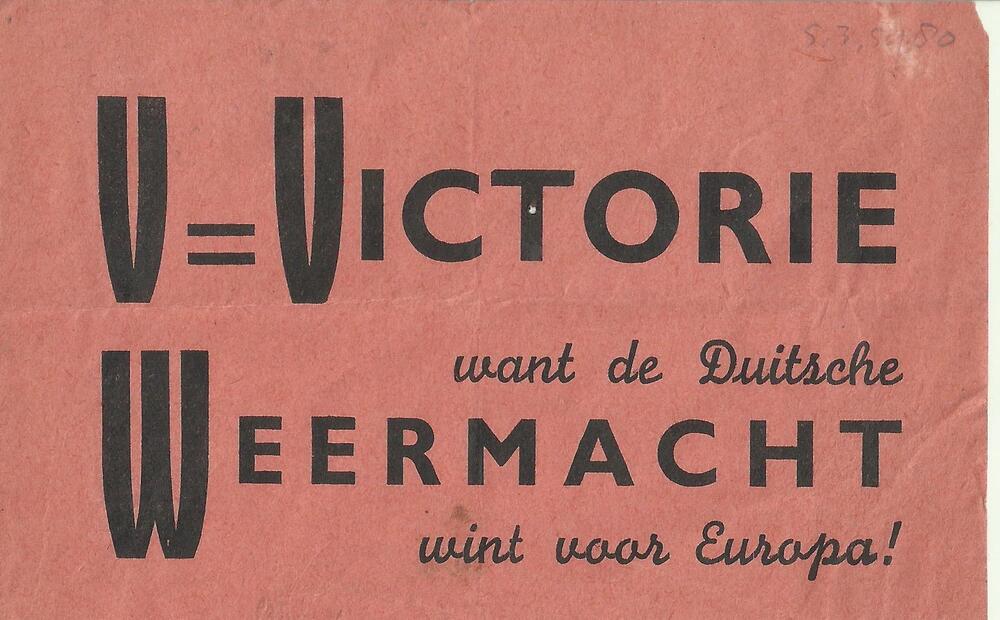 V=VICTORIE
want de Duitsche
WEERMACHT
wint voor Europa!